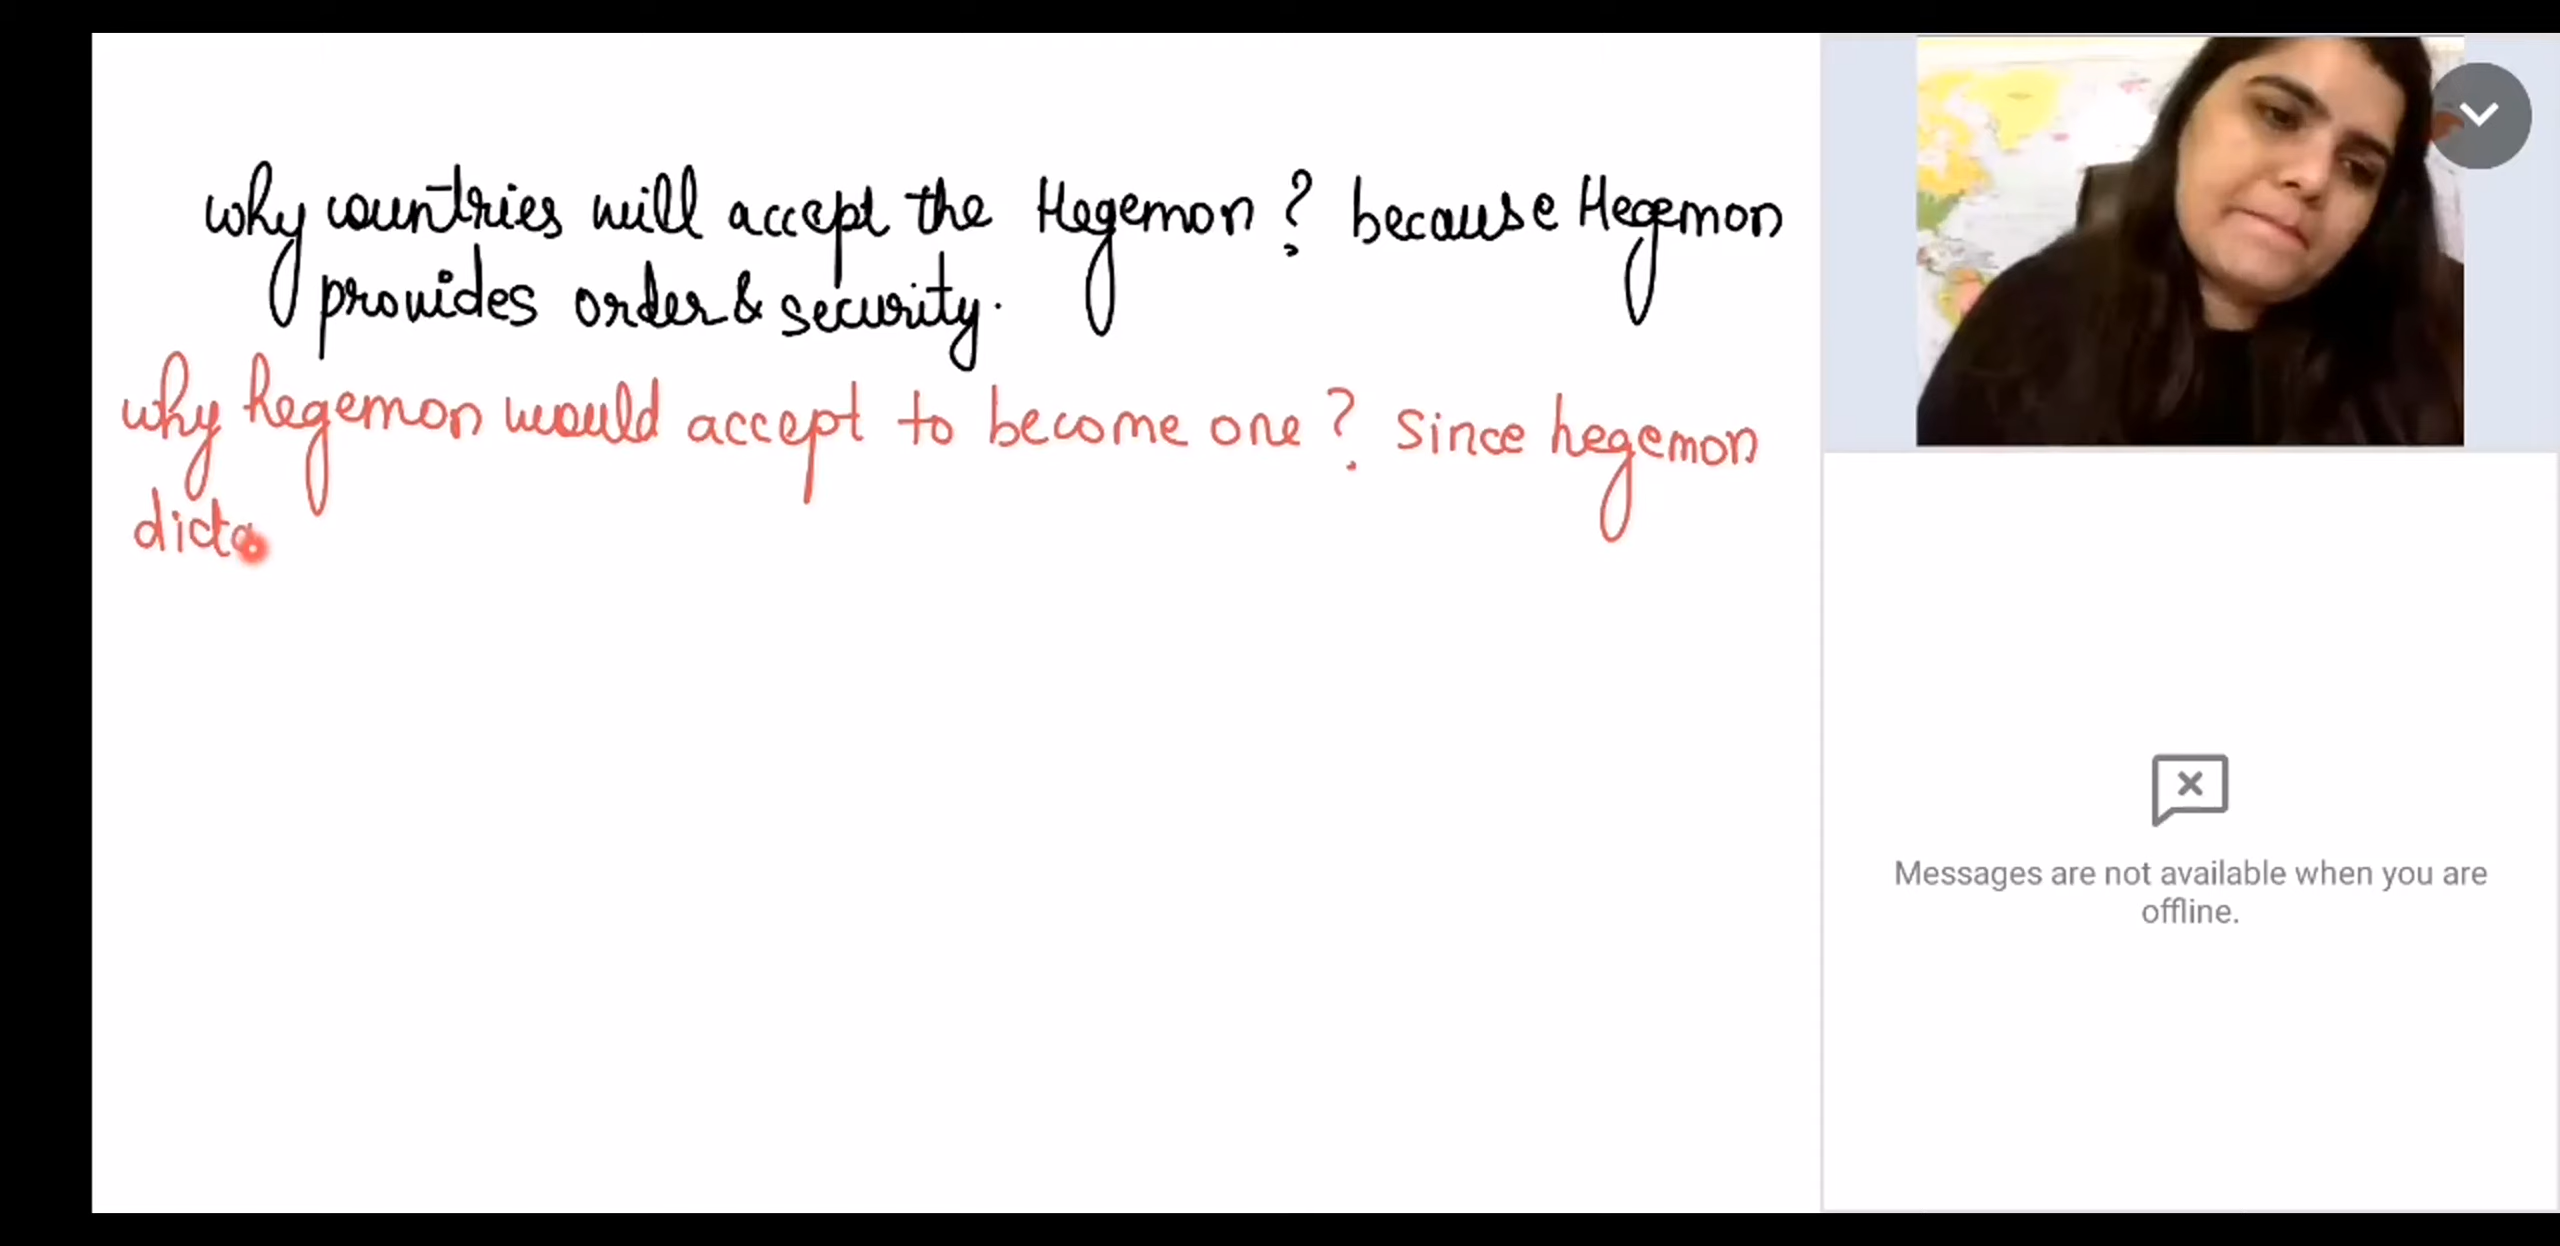 why countries will accept the Hegemon ? because Hegemon
provides order & security.
why hegemon would accept to become one ? since hegemon
dicta
Messages are not available when you are
offline.